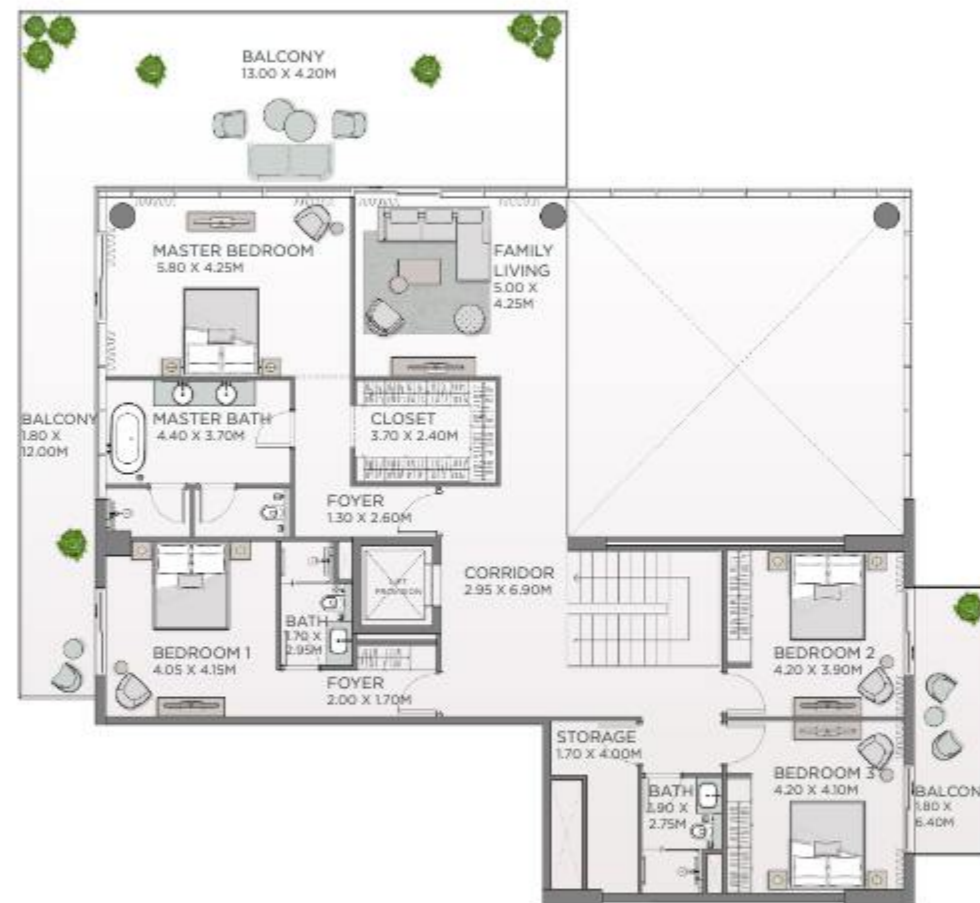 BALCONY
13.00 X 4.20M
MASTER BEDROOM
5.80 X 4.25M
FAMILY
LIVING
5.00 X
4.25M
BALCONY
1.80 X
12.00M
MASTER BATH
4.40 X 3.70M
CLOSET
3.70 X 2.40M
FOYER
1.30 X 2.60M
LIFT
PROVISION
CORRIDOR
2.95 X 6.90M
BATH
1.70 X
2.95M
BEDROOM 1
4.05 X 4.15M
FOYER
2.00 X 1.70M
BEDROOM 2
4.20 X 3.90M
STORAGE
1.70 X 4.00M
BATH
1.90 X
2.75M
BEDROOM 3
4.20 X 4.10M
BALCON
1.80 X
6.40M